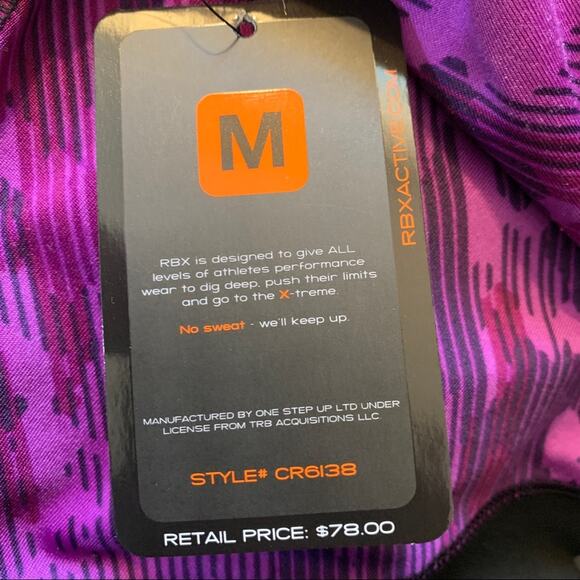 M
RBX is designed to give ALL
levels of athletes performance
wear to dig deep, push their limits
and go to the X-treme.
No sweat - we'll keep up.
MANUFACTURED BY ONE STEP UP LTD UNDER
LICENSE FROM TRB ACQUISITIONS LLC
STYLE# CR6138
RETAIL PRICE: $78.00
RBXACTIVE.COM